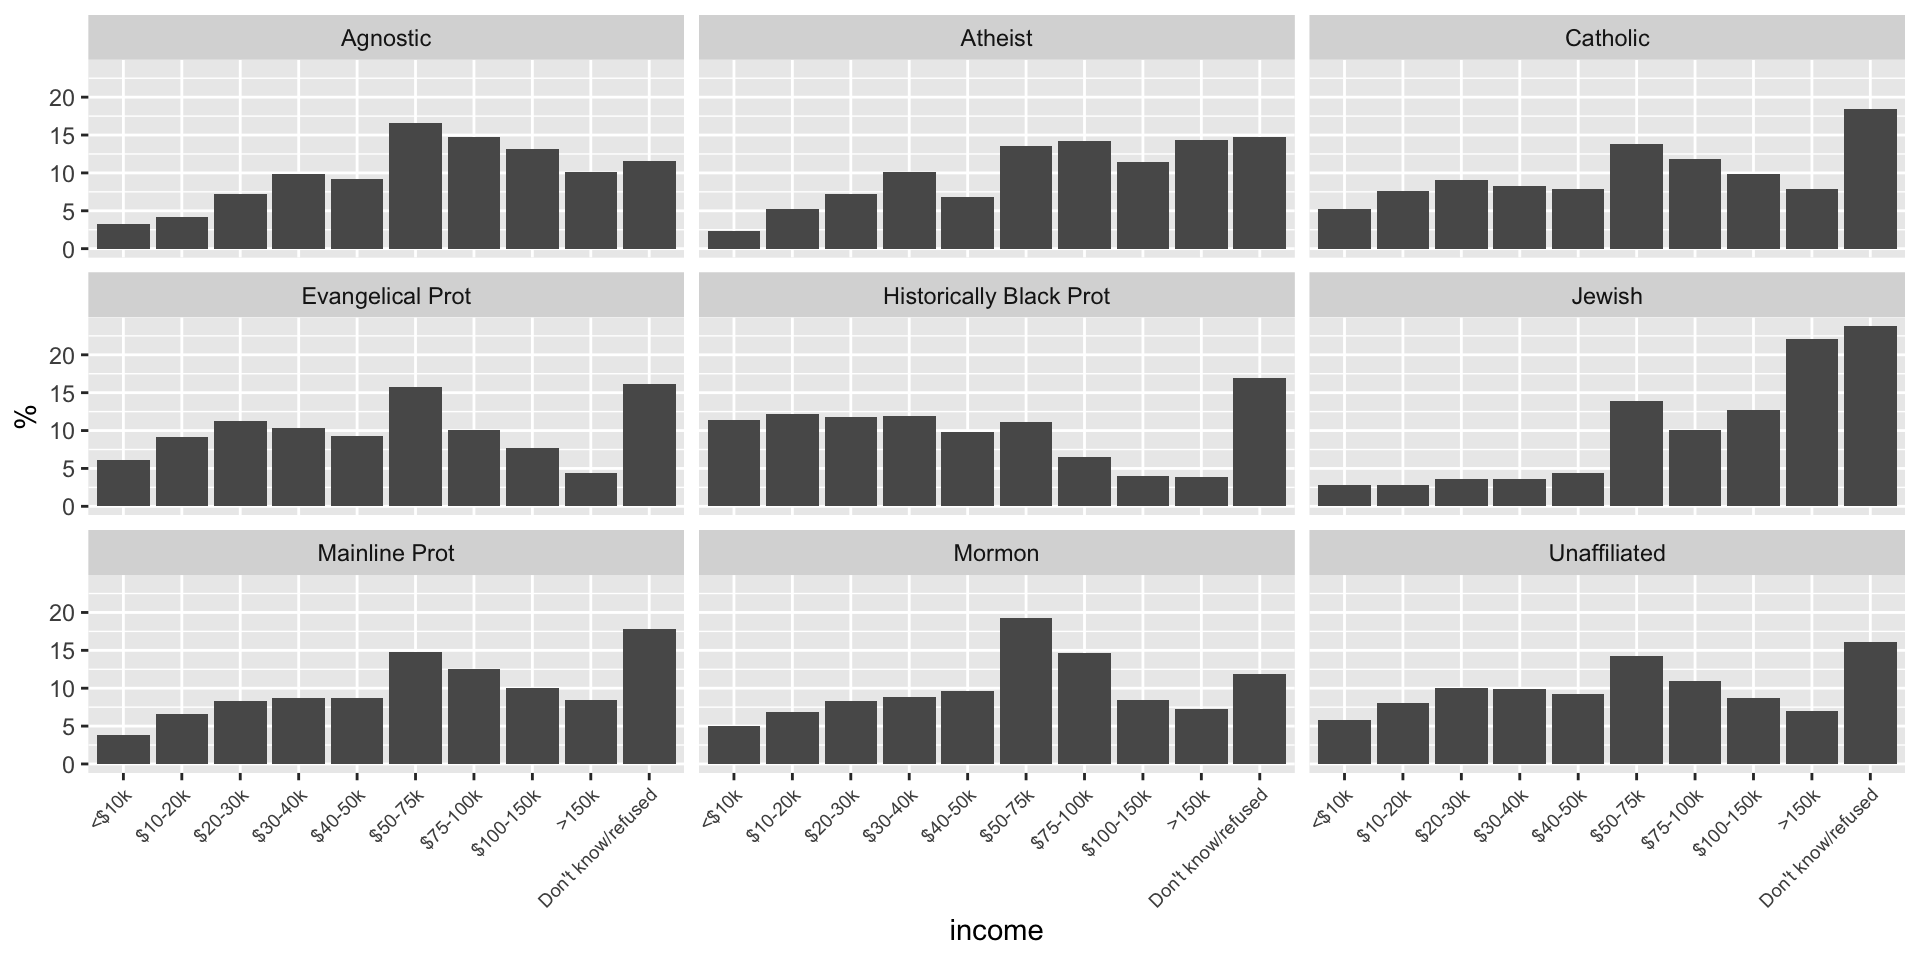 Agnostic
Atheist
Catholic
20
15
10
5
0
Evangelical Prot
Historically Black Prot
Jewish
%
20
15
10
5
0
Mainline Prot
Mormon
Unaffiliated
20
15
10
5
0
<$10k
$10-20k
$20-30k
$30-40k
$40-50k
$50-75k
$75-100k
$100-150k
>150k
Don't know/refused
<$10k
$10-20k
$20-30k
$30-40k
$40-50k
$50-75k
$75-100k
$100-150k
>150k
Don't know/refused
<$10k
$10-20k
$20-30k
$30-40k
$40-50k
$50-75k
$75-100k
$100-150k
>150k
Don't know/refused
income